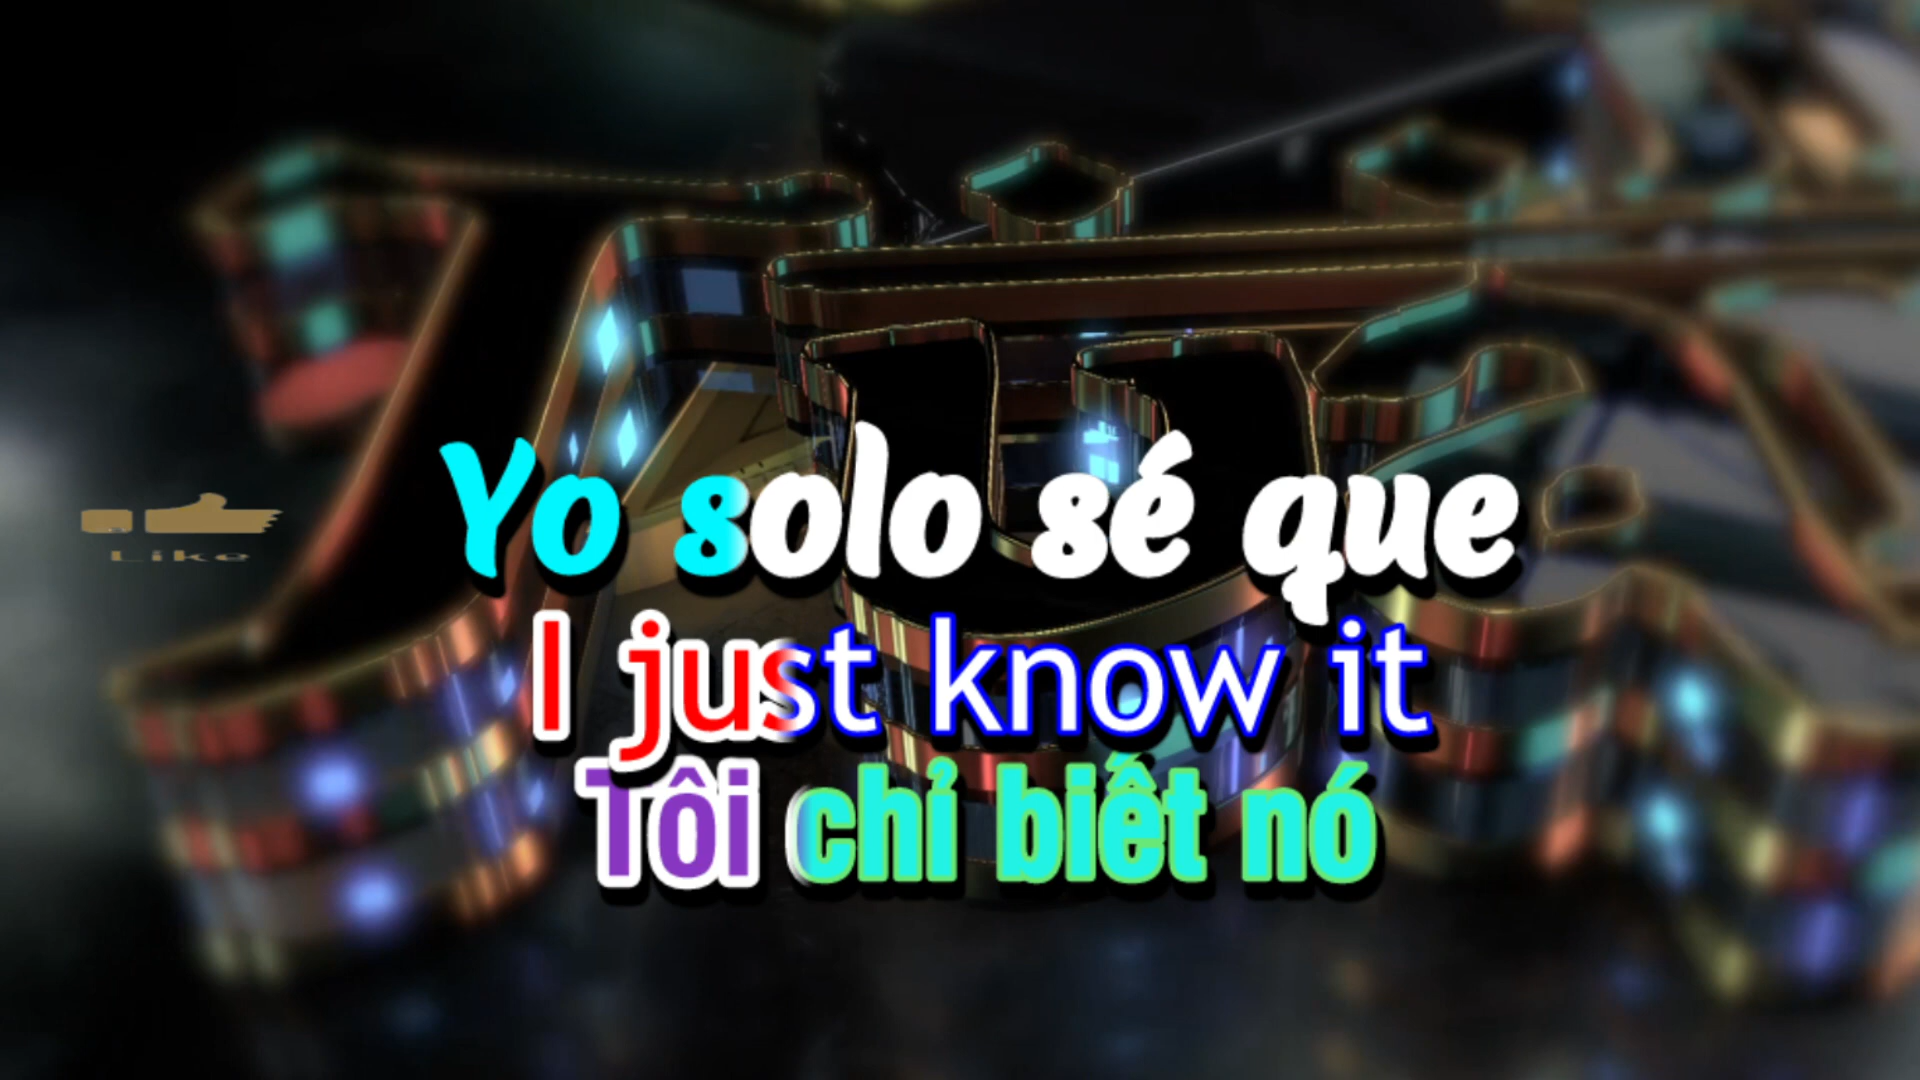 Yo solo sé que
Like
I just know it
Tôi chỉ biết nó